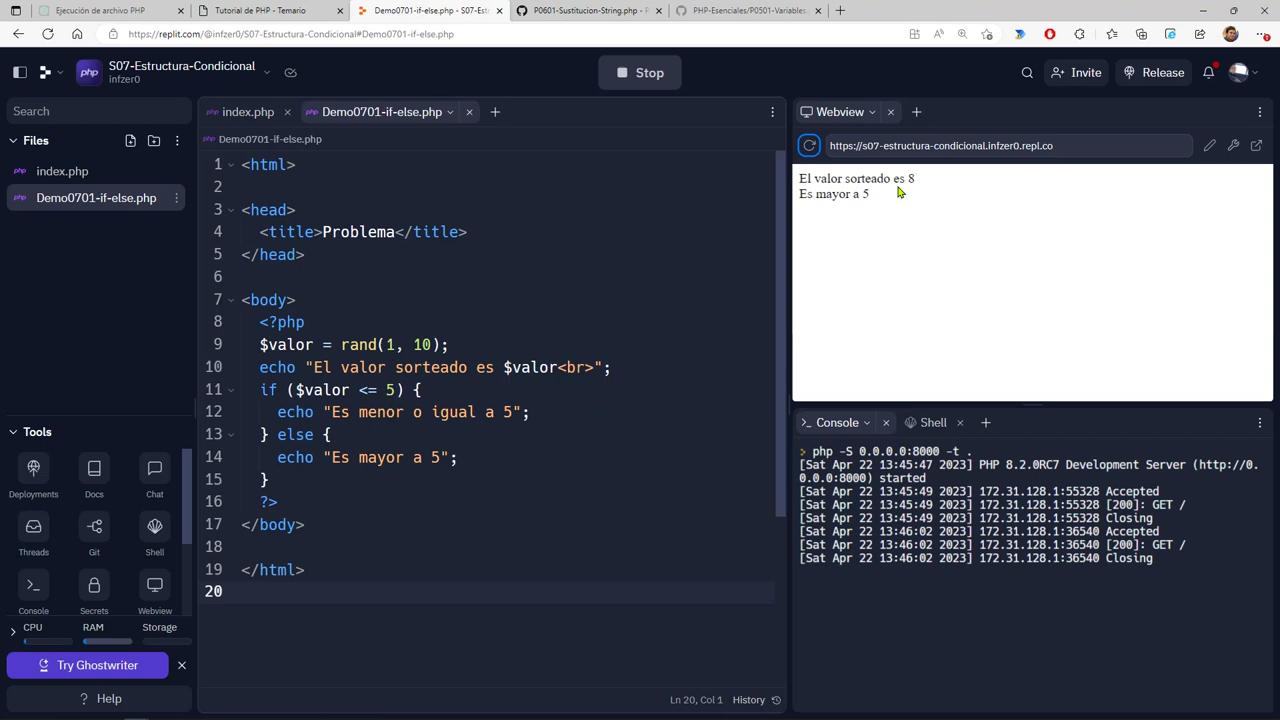 Ejecución de archivo PHP
Tutorial de PHP - Temario
Demo0701-if-else.php - S07-Est
P0601-Sustitucion-String.php - P
PHP-Esenciales/P0501-Variables.
https://replit.com/@infzer0/S07-Estructura-Condicional#Demo0701-if-else.php
php
S07-Estructura-Condicional
infzer0
Stop
Invite
Release
Search
Files
index.php
Demo0701-if-else.php
index.php
Demo0701-if-else.php
Demo0701-if-else.php
1 <html>
2
3 <head>
4 <title>Problema</title>
5 </head>
6
7 <body>
8 <?php
9 $valor = rand(1, 10);
10 echo "El valor sorteado es $valor<br>";
11 if ($valor <= 5) {
12 echo "Es menor o igual a 5";
13 } else {
14 echo "Es mayor a 5";
15 }
16 ?>
17 </body>
18
19 </html>
20
Ln 20, Col 1 History
Webview
https://s07-estructura-condicional.infzer0.repl.co
El valor sorteado es 8
Es mayor a 5
Console
Shell
php -S 0.0.0.0:8000 -t .
[Sat Apr 22 13:45:47 2023] PHP 8.2.0RC7 Development Server (http://0.
0.0.0:8000) started
[Sat Apr 22 13:45:49 2023] 172.31.128.1:55328 Accepted
[Sat Apr 22 13:45:49 2023] 172.31.128.1:55328 [200]: GET /
[Sat Apr 22 13:45:49 2023] 172.31.128.1:55328 Closing
[Sat Apr 22 13:46:02 2023] 172.31.128.1:36540 Accepted
[Sat Apr 22 13:46:02 2023] 172.31.128.1:36540 [200]: GET /
[Sat Apr 22 13:46:02 2023] 172.31.128.1:36540 Closing
Tools
Deployments
Docs
Chat
Threads
Git
Shell
Console
Secrets
Webview
CPU
RAM
Storage
Try Ghostwriter
Help